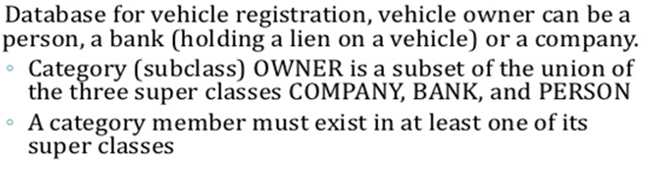 Database for vehicle registration, vehicle owner can be a
person, a bank (holding a lien on a vehicle) or a company.
◦ Category (subclass) OWNER is a subset of the union of
the three super classes COMPANY, BANK, and PERSON
◦ A category member must exist in at least one of its
super classes